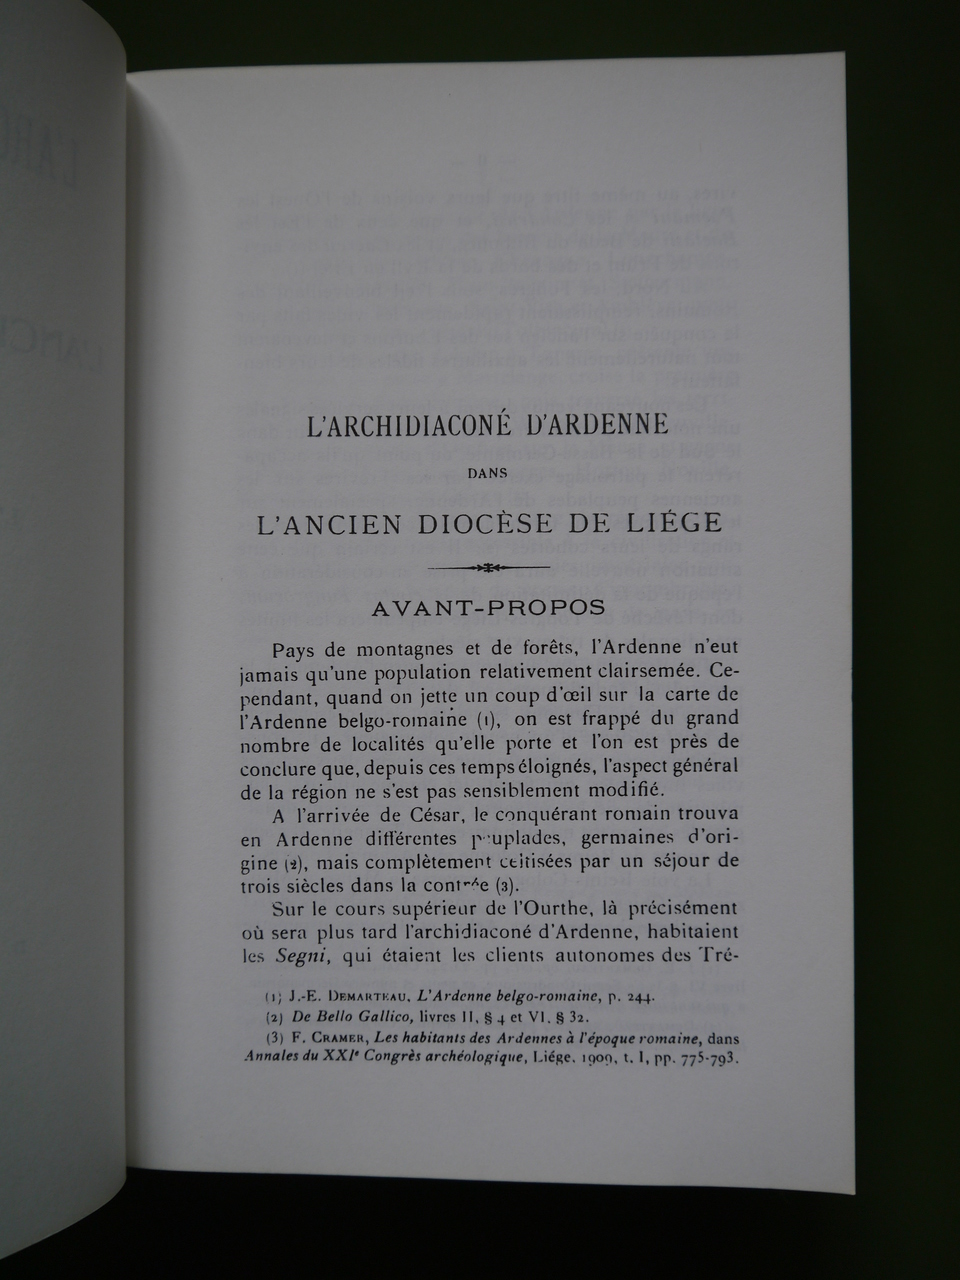 L'ARCHIDIACONÉ D'ARDENNE
DANS
L'ANCIEN DIOCÈSE DE LIÉGE
AVANT-PROPOS
Pays de montagnes et de forêts, l'Ardenne n'eut
jamais qu'une population relativement clairsemée. Ce-
pendant, quand on jette un coup d'œil sur la carte de
l'Ardenne belgo-romaine (1), on est frappé du grand
nombre de localités qu'elle porte et l'on est près de
conclure que, depuis ces temps éloignés, l'aspect général
de la région ne s'est pas sensiblement modifié.
A l'arrivée de César, le conquérant romain trouva
en Ardenne différentes peuplades, germaines d'ori-
gine (2), mais complètement celtisées par un séjour de
trois siècles dans la contrée (3).
Sur le cours supérieur de l'Ourthe, là précisément
où sera plus tard l'archidiaconé d'Ardenne, habitaient
les Segni, qui étaient les clients autonomes des Tré-
(1) J.-E. DEMARTEAU, L'Ardenne belgo-romaine, p. 244.
(2) De Bello Gallico, livres II, § 4 et VI, § 32.
(3) F. CRAMER, Les habitants des Ardennes à l'époque romaine, dans
Annales du XXIe Congrès archéologique, Liége, 1909, t. I, pp. 775-793.